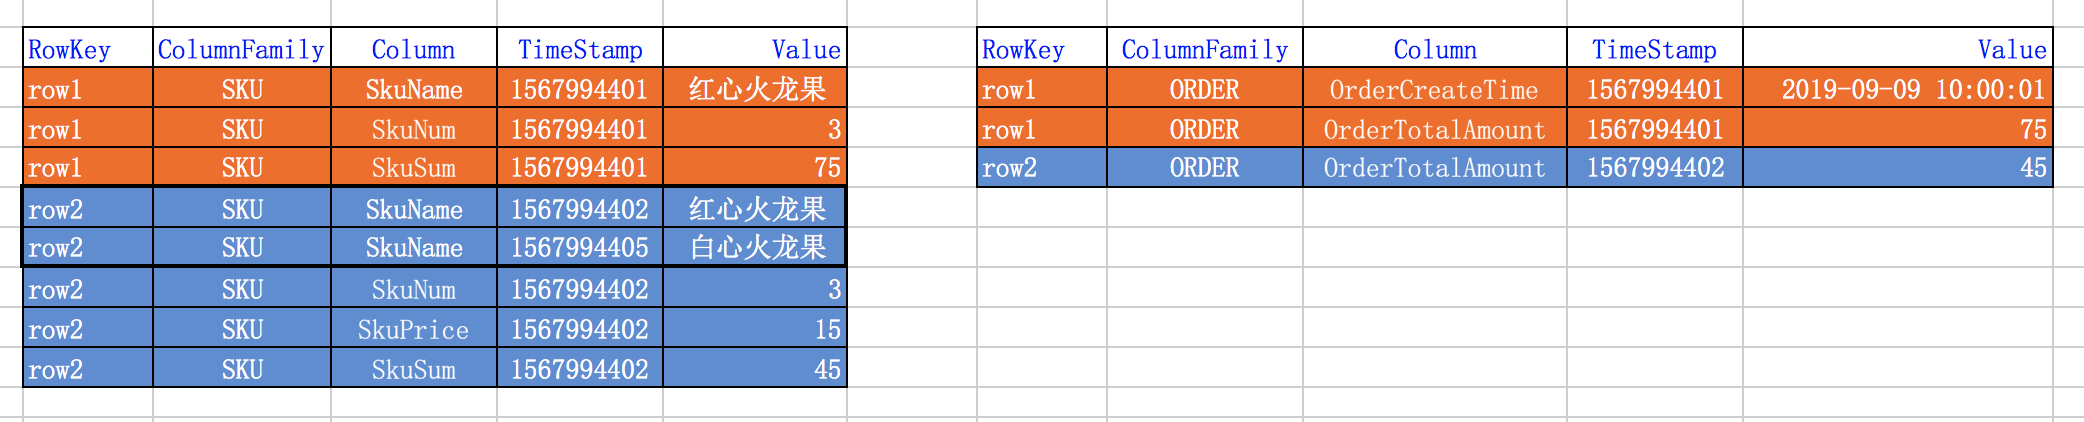 RowKey ColumnFamily Column TimeStamp Value
row1 SKU SkuName 1567994401 红心火龙果
row1 SKU SkuNum 1567994401 3
row1 SKU SkuSum 1567994401 75
row2 SKU SkuName 1567994402 红心火龙果
row2 SKU SkuName 1567994405 白心火龙果
row2 SKU SkuNum 1567994402 3
row2 SKU SkuPrice 1567994402 15
row2 SKU SkuSum 1567994402 45
RowKey ColumnFamily Column TimeStamp Value
row1 ORDER OrderCreateTime 1567994401 2019-09-09 10:00:01
row1 ORDER OrderTotalAmount 1567994401 75
row2 ORDER OrderTotalAmount 1567994402 45